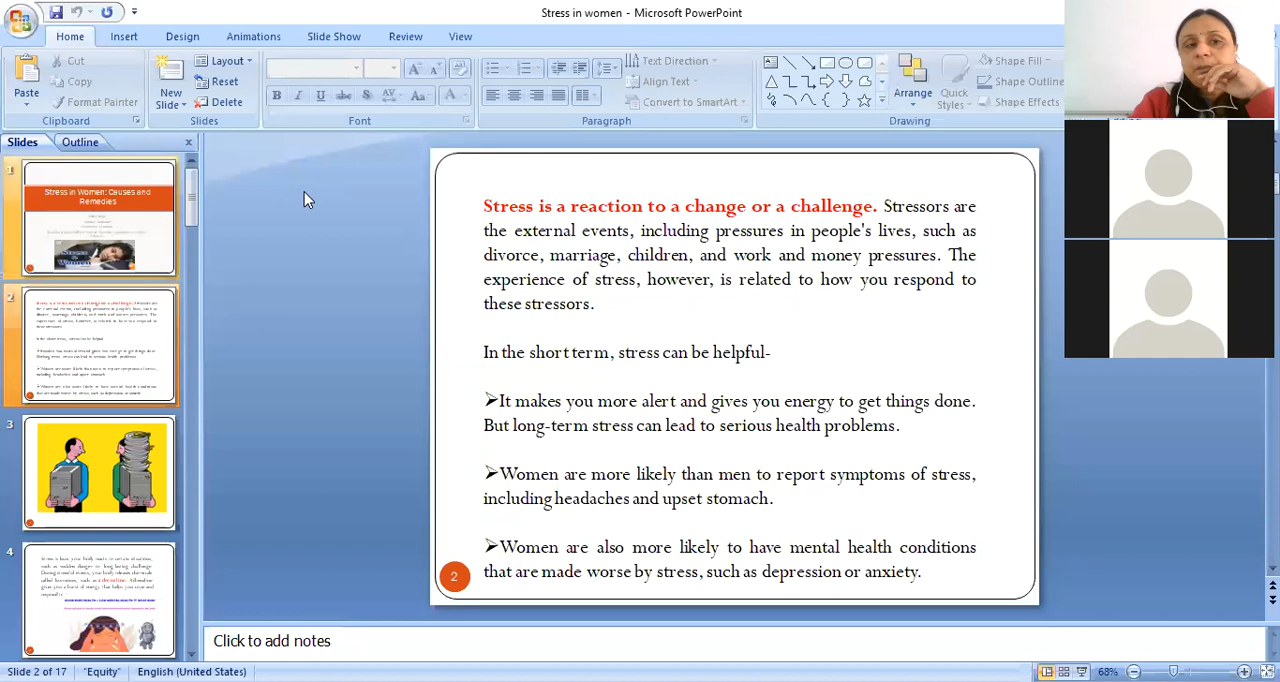 Stress in women - Microsoft PowerPoint
Home Insert Design Animations Slide Show Review View
Paste
Cut
Copy
Format Painter
Clipboard
New Slide
Layout
Reset
Delete
Slides
B I U abc S AV Aa A
Font
Text Direction
Align Text
Convert to SmartArt
Paragraph
Arrange
Quick Styles
Shape Fill
Shape Outline
Shape Effects
Drawing
Slides Outline
1
Stress in Women: Causes and
Remedies
2
3
4
Stress is a reaction to a change or a challenge. Stressors are
the external events, including pressures in people's lives, such as
divorce, marriage, children, and work and money pressures. The
experience of stress, however, is related to how you respond to
these stressors.
In the short term, stress can be helpful-
➢It makes you more alert and gives you energy to get things done.
But long-term stress can lead to serious health problems.
➢Women are more likely than men to report symptoms of stress,
including headaches and upset stomach.
➢Women are also more likely to have mental health conditions
that are made worse by stress, such as depression or anxiety.
2
Click to add notes
Slide 2 of 17 "Equity" English (United States) 68%